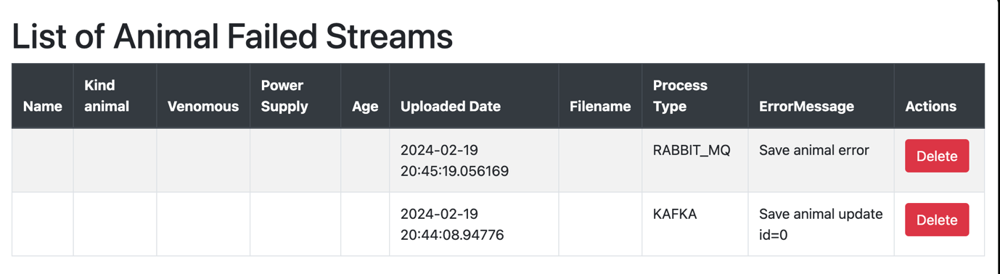 List of Animal Failed Streams
Name
Kind
animal
Venomous
Power
Supply
Age
Uploaded Date
Filename
Process
Type
ErrorMessage
Actions
2024-02-19
20:45:19.056169
RABBIT_MQ
Save animal error
Delete
2024-02-19
20:44:08.94776
KAFKA
Save animal update
id=0
Delete